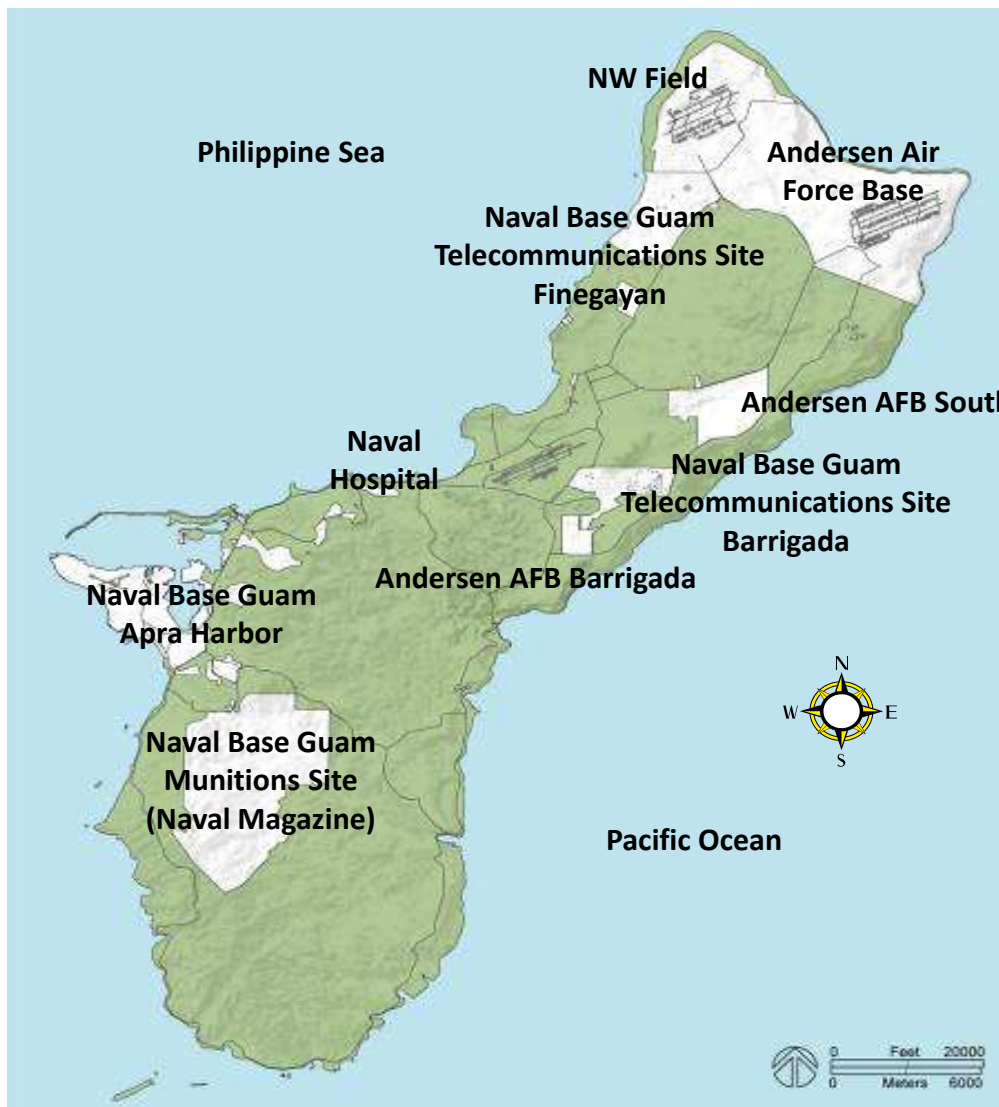 NW Field
Philippine Sea
Andersen Air
Force Base
Naval Base Guam
Telecommunications Site
Finegayan
Andersen AFB South
Naval
Hospital
Naval Base Guam
Telecommunications Site
Barrigada
Andersen AFB Barrigada
Naval Base Guam
Apra Harbor
N
W
E
S
Naval Base Guam
Munitions Site
(Naval Magazine)
Pacific Ocean
0 Feet 20000
0 Meters 6000